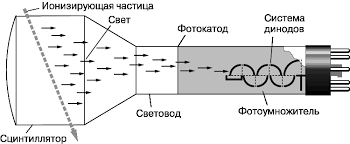 Ионизирующая частица
Свет
Фотокатод
Система
динодов
Световод
Фотоумножитель
Сцинтиллятор